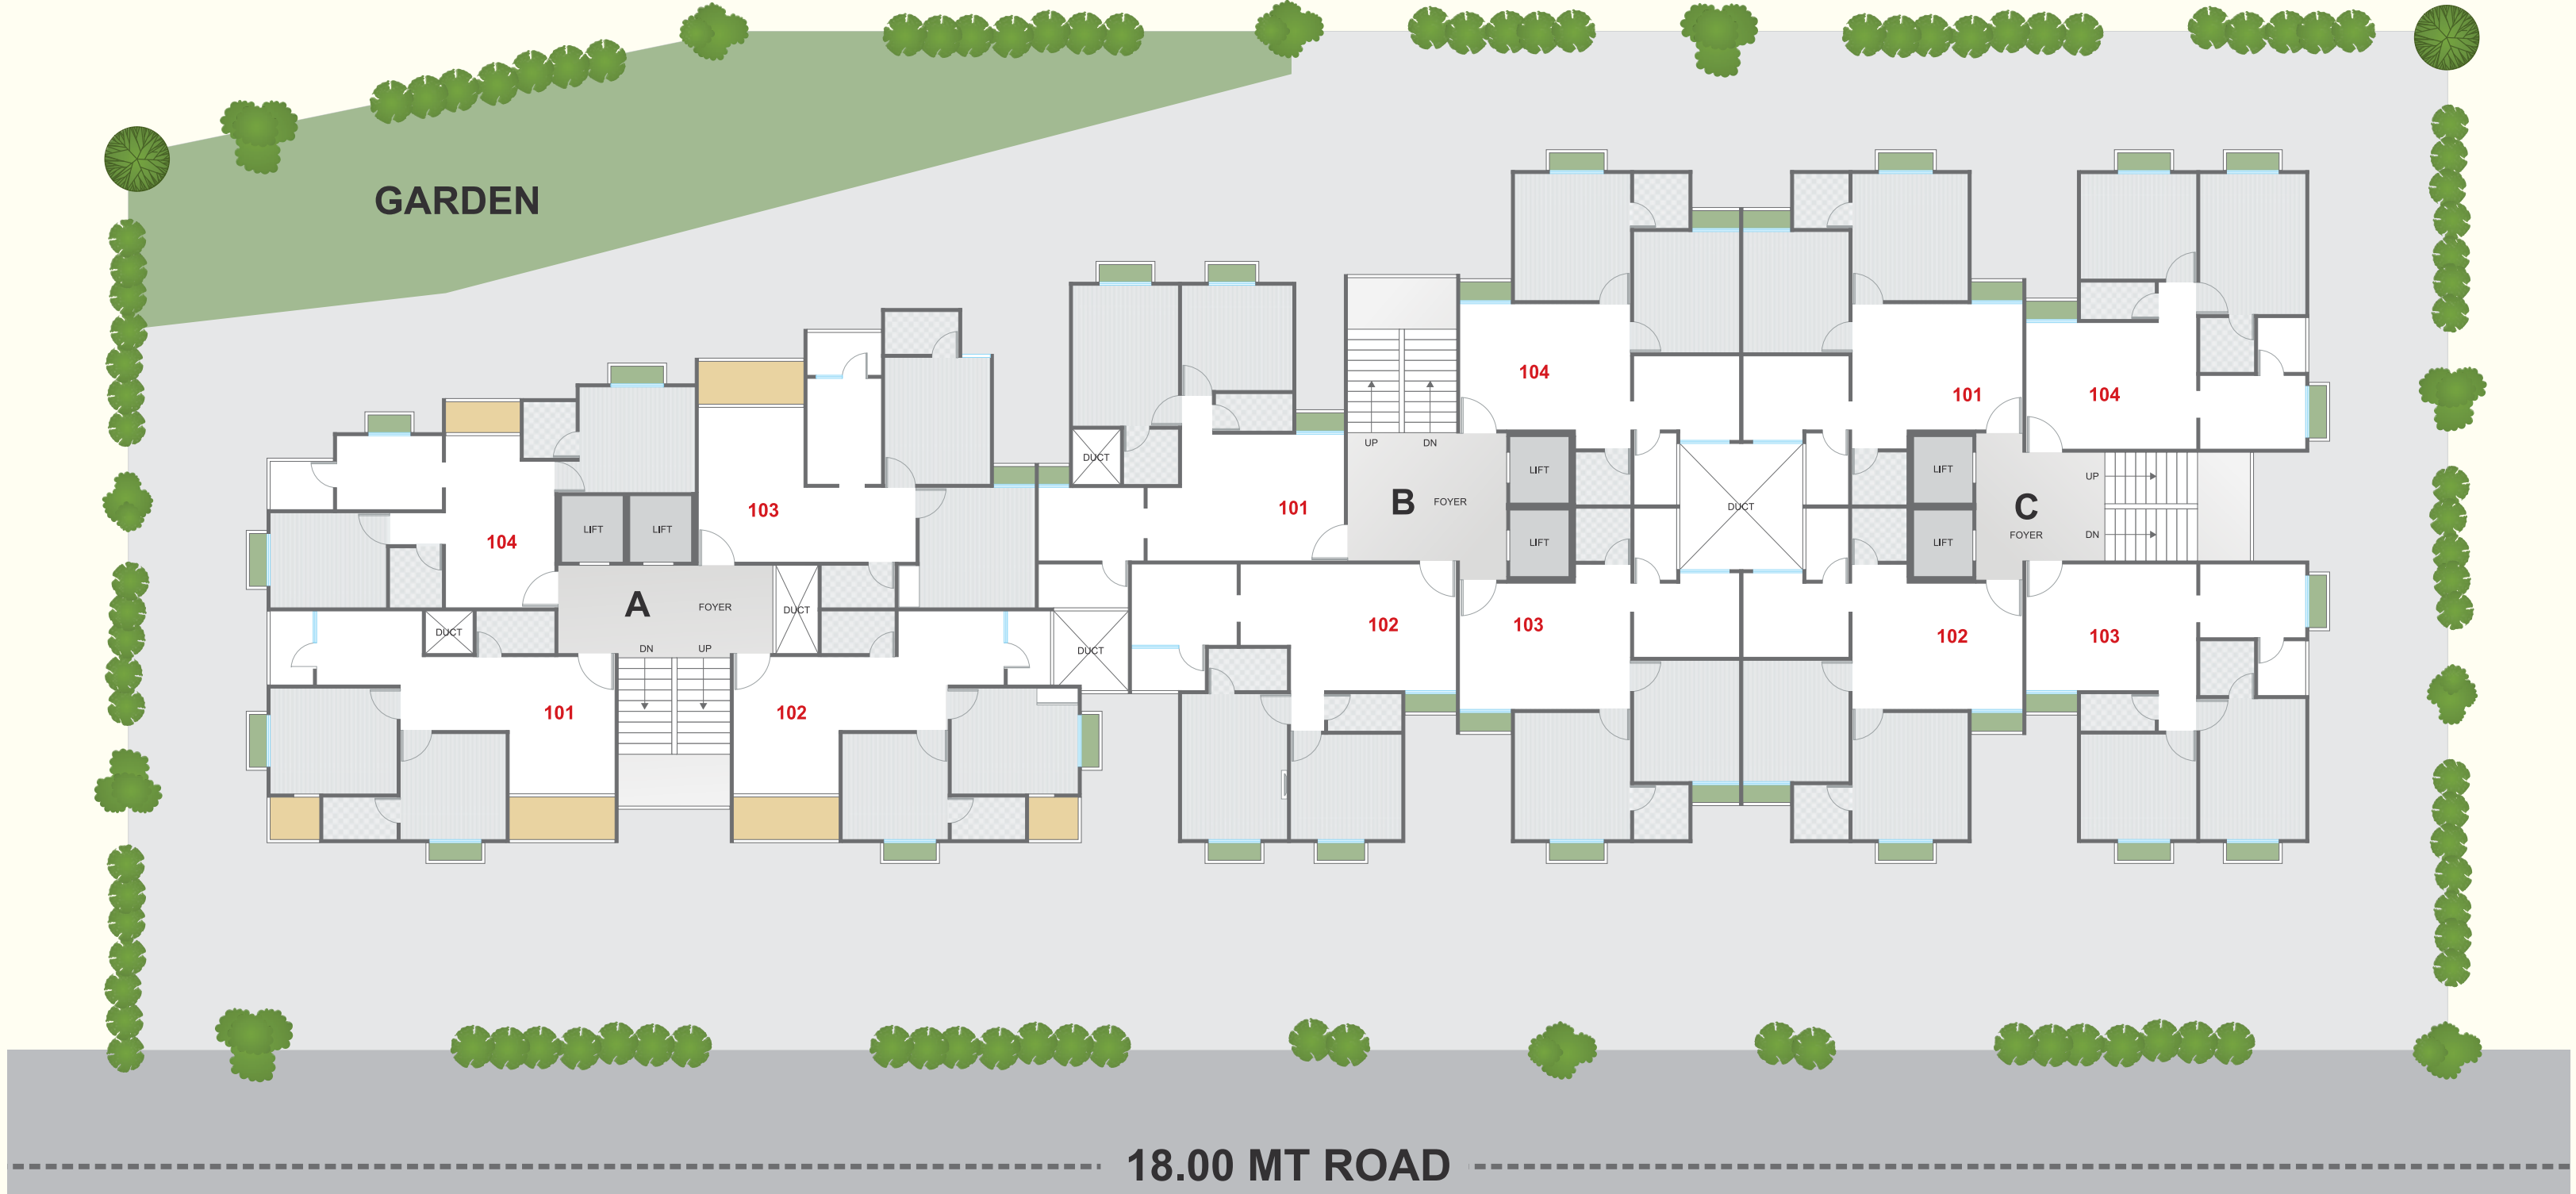 GARDEN
104
101
104
UP
DN
DUCT
LIFT
LIFT
103
101
B
FOYER
LIFT
DUCT
LIFT
C
FOYER
UP
DN
104
LIFT
LIFT
A
FOYER
DUCT
DUCT
DN
UP
DUCT
102
103
102
103
101
102
18.00 MT ROAD